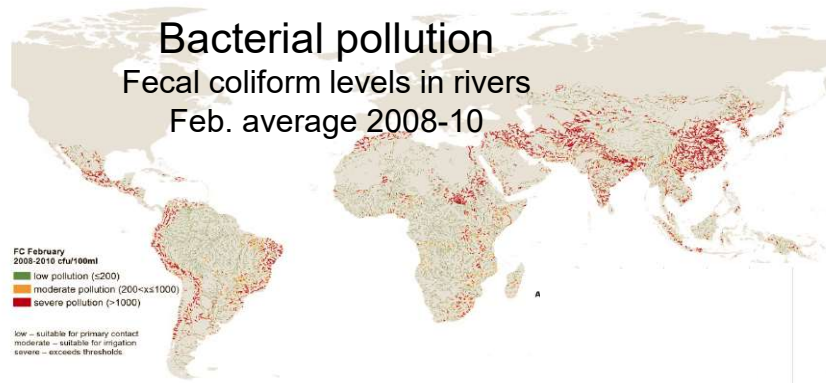 Bacterial pollution
Fecal coliform levels in rivers
Feb. average 2008-10
FC February
2008-2010 cfu/100ml
low pollution (≤200)
moderate pollution (200<x≤1000)
severe pollution (>1000)
low – suitable for primary contact
moderate – suitable for irrigation
severe – exceeds thresholds
A